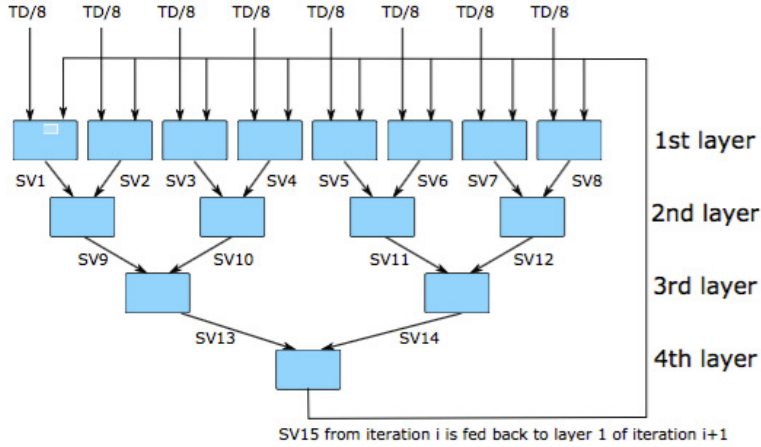 TD/8 TD/8 TD/8 TD/8 TD/8 TD/8 TD/8 TD/8
1st layer
SV1 SV2 SV3 SV4 SV5 SV6 SV7 SV8
2nd layer
SV9 SV10 SV11 SV12
3rd layer
SV13 SV14
4th layer
SV15 from iteration i is fed back to layer 1 of iteration i+1